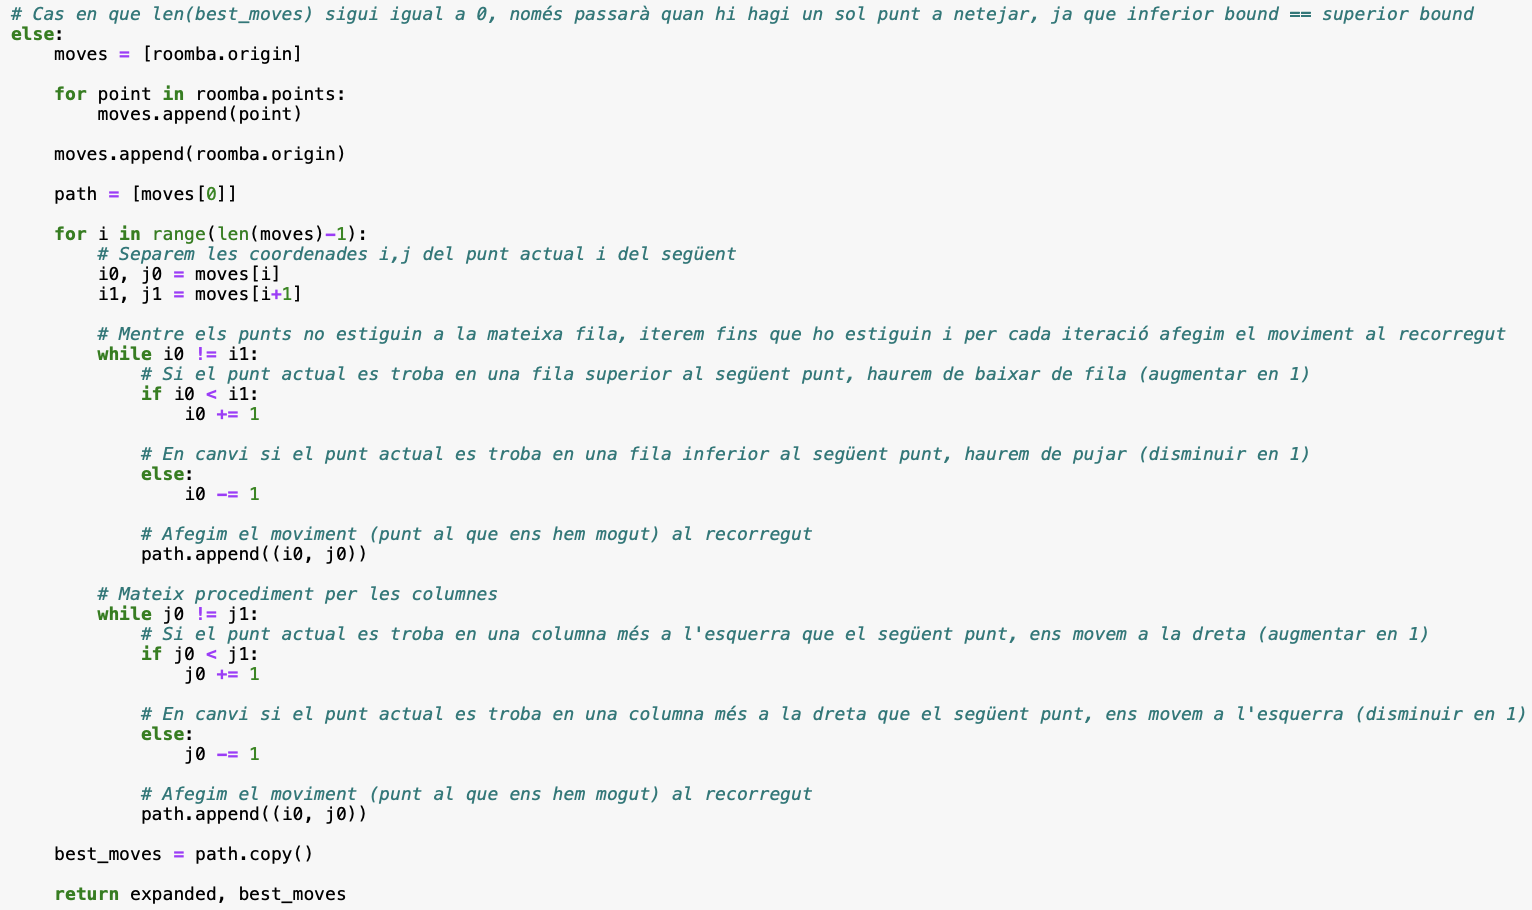 # Cas en que len(best_moves) sigui igual a 0, només passarà quan hi hagi un sol punt a netejar, ja que inferior bound == superior bound
else:
    moves = [roomba.origin]

    for point in roomba.points:
        moves.append(point)

    moves.append(roomba.origin)

    path = [moves[0]]

    for i in range(len(moves)-1):
        # Separem les coordenades i,j del punt actual i del següent
        i0, j0 = moves[i]
        i1, j1 = moves[i+1]

        # Mentre els punts no estiguin a la mateixa fila, iterem fins que ho estiguin i per cada iteració afegim el moviment al recorregut
        while i0 != i1:
            # Si el punt actual es troba en una fila superior al següent punt, haurem de baixar de fila (augmentar en 1)
            if i0 < i1:
                i0 += 1

            # En canvi si el punt actual es troba en una fila inferior al següent punt, haurem de pujar (disminuir en 1)
            else:
                i0 -= 1

            # Afegim el moviment (punt al que ens hem mogut) al recorregut
            path.append((i0, j0))

        # Mateix procediment per les columnes
        while j0 != j1:
            # Si el punt actual es troba en una columna més a l'esquerra que el següent punt, ens movem a la dreta (augmentar en 1)
            if j0 < j1:
                j0 += 1

            # En canvi si el punt actual es troba en una columna més a la dreta que el següent punt, ens movem a l'esquerra (disminuir en 1)
            else:
                j0 -= 1

            # Afegim el moviment (punt al que ens hem mogut) al recorregut
            path.append((i0, j0))

    best_moves = path.copy()

    return expanded, best_moves